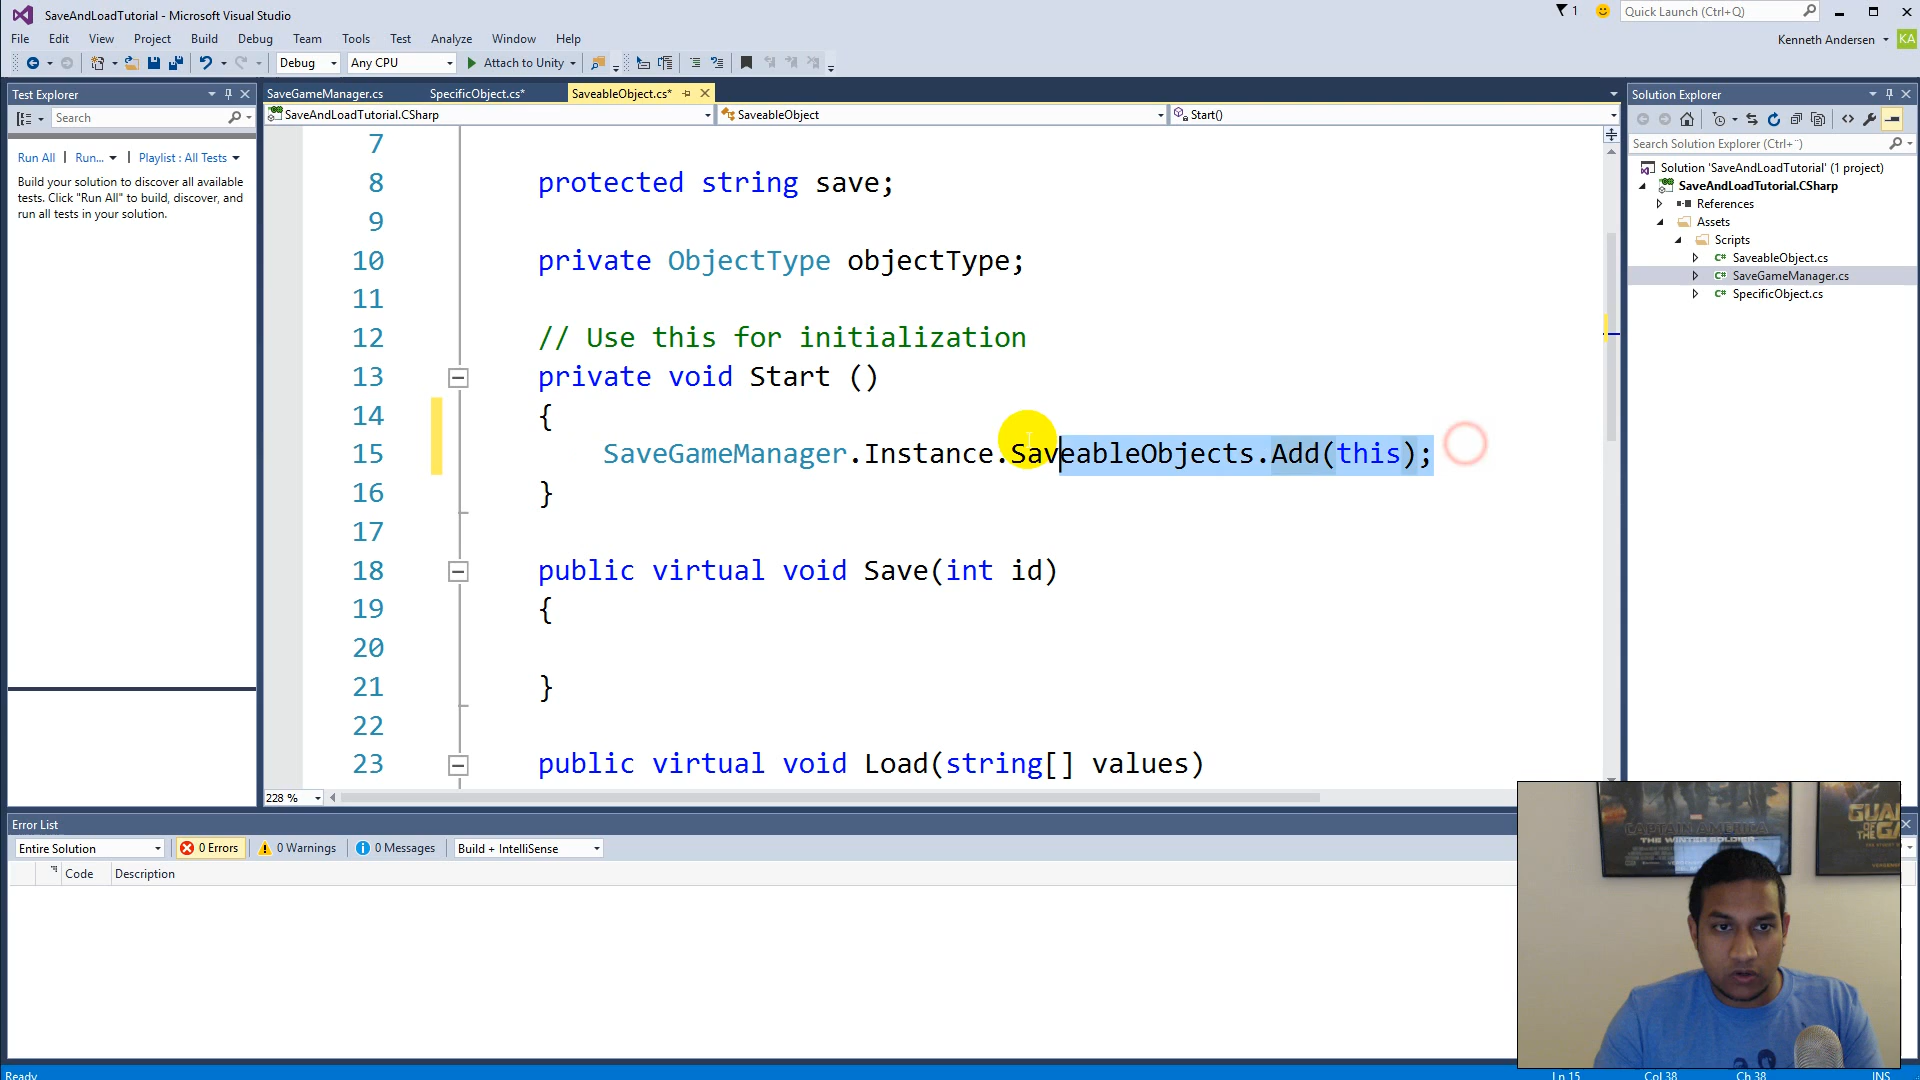 SaveAndLoadTutorial - Microsoft Visual Studio
1
Quick Launch (Ctrl+Q)
File Edit View Project Build Debug Team Tools Test Analyze Window Help
Kenneth Andersen
KA
Debug
Any CPU
Attach to Unity
Test Explorer
Search
Run All | Run... | Playlist : All Tests
Build your solution to discover all available
tests. Click "Run All" to build, discover, and
run all tests in your solution.
SaveGameManager.cs
SpecificObject.cs*
SaveableObject.cs*
SaveAndLoadTutorial.CSharp
SaveableObject
Start()
7
8 protected string save;
9
10 private ObjectType objectType;
11
12 // Use this for initialization
13 private void Start ()
14 {
15 SaveGameManager.Instance.SaveableObjects.Add(this);
16 }
17
18 public virtual void Save(int id)
19 {
20
21 }
22
23 public virtual void Load(string[] values)
228 %
Solution Explorer
Search Solution Explorer (Ctrl+¨)
Solution 'SaveAndLoadTutorial' (1 project)
SaveAndLoadTutorial.CSharp
References
Assets
Scripts
C# SaveableObject.cs
C# SaveGameManager.cs
C# SpecificObject.cs
Error List
Entire Solution
0 Errors
0 Warnings
0 Messages
Build + IntelliSense
Code
Description
CAPTAIN AMERICA
THE WINTER SOLDIER
Ready
Ln 15
Col 38
Ch 38
INS